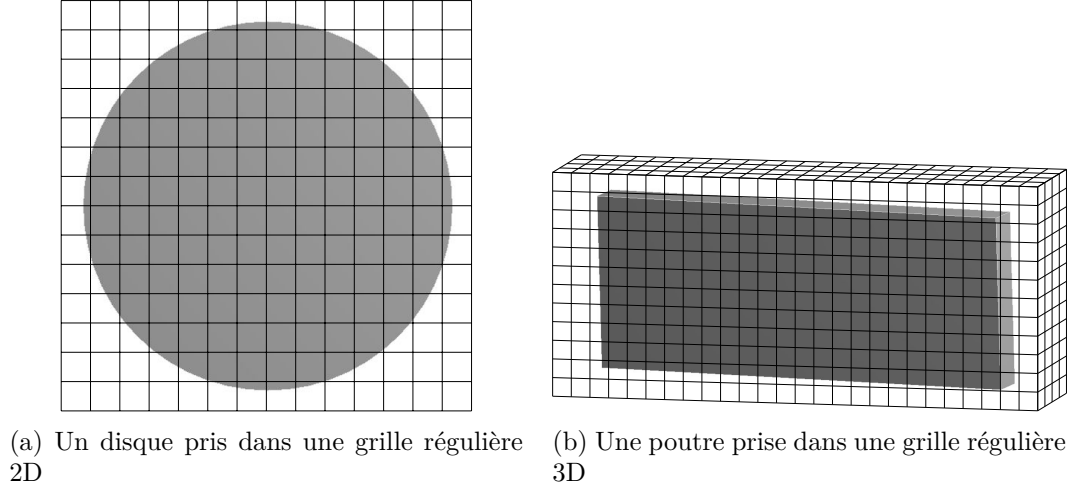 (a) Un disque pris dans une grille régulière
2D
(b) Une poutre prise dans une grille régulière
3D